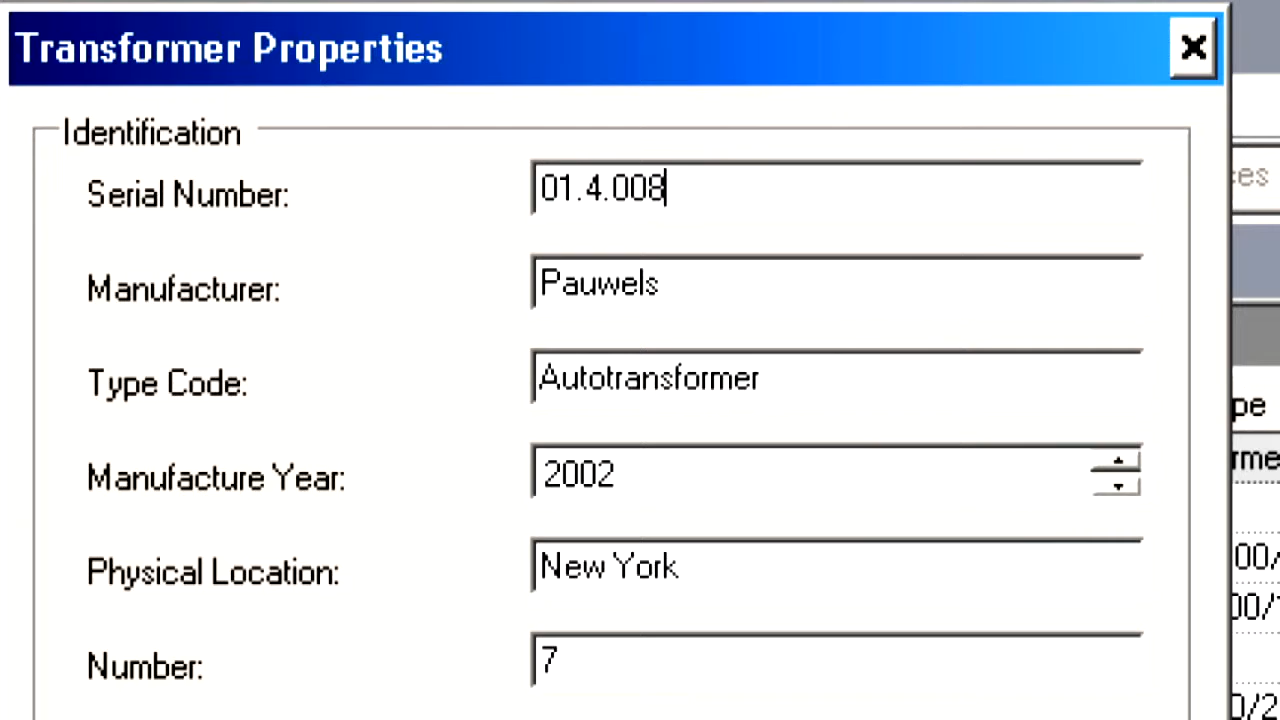 Transformer Properties
Identification
Serial Number: 01.4.008
Manufacturer: Pauwels
Type Code: Autotransformer
Manufacture Year: 2002
Physical Location: New York
Number: 7